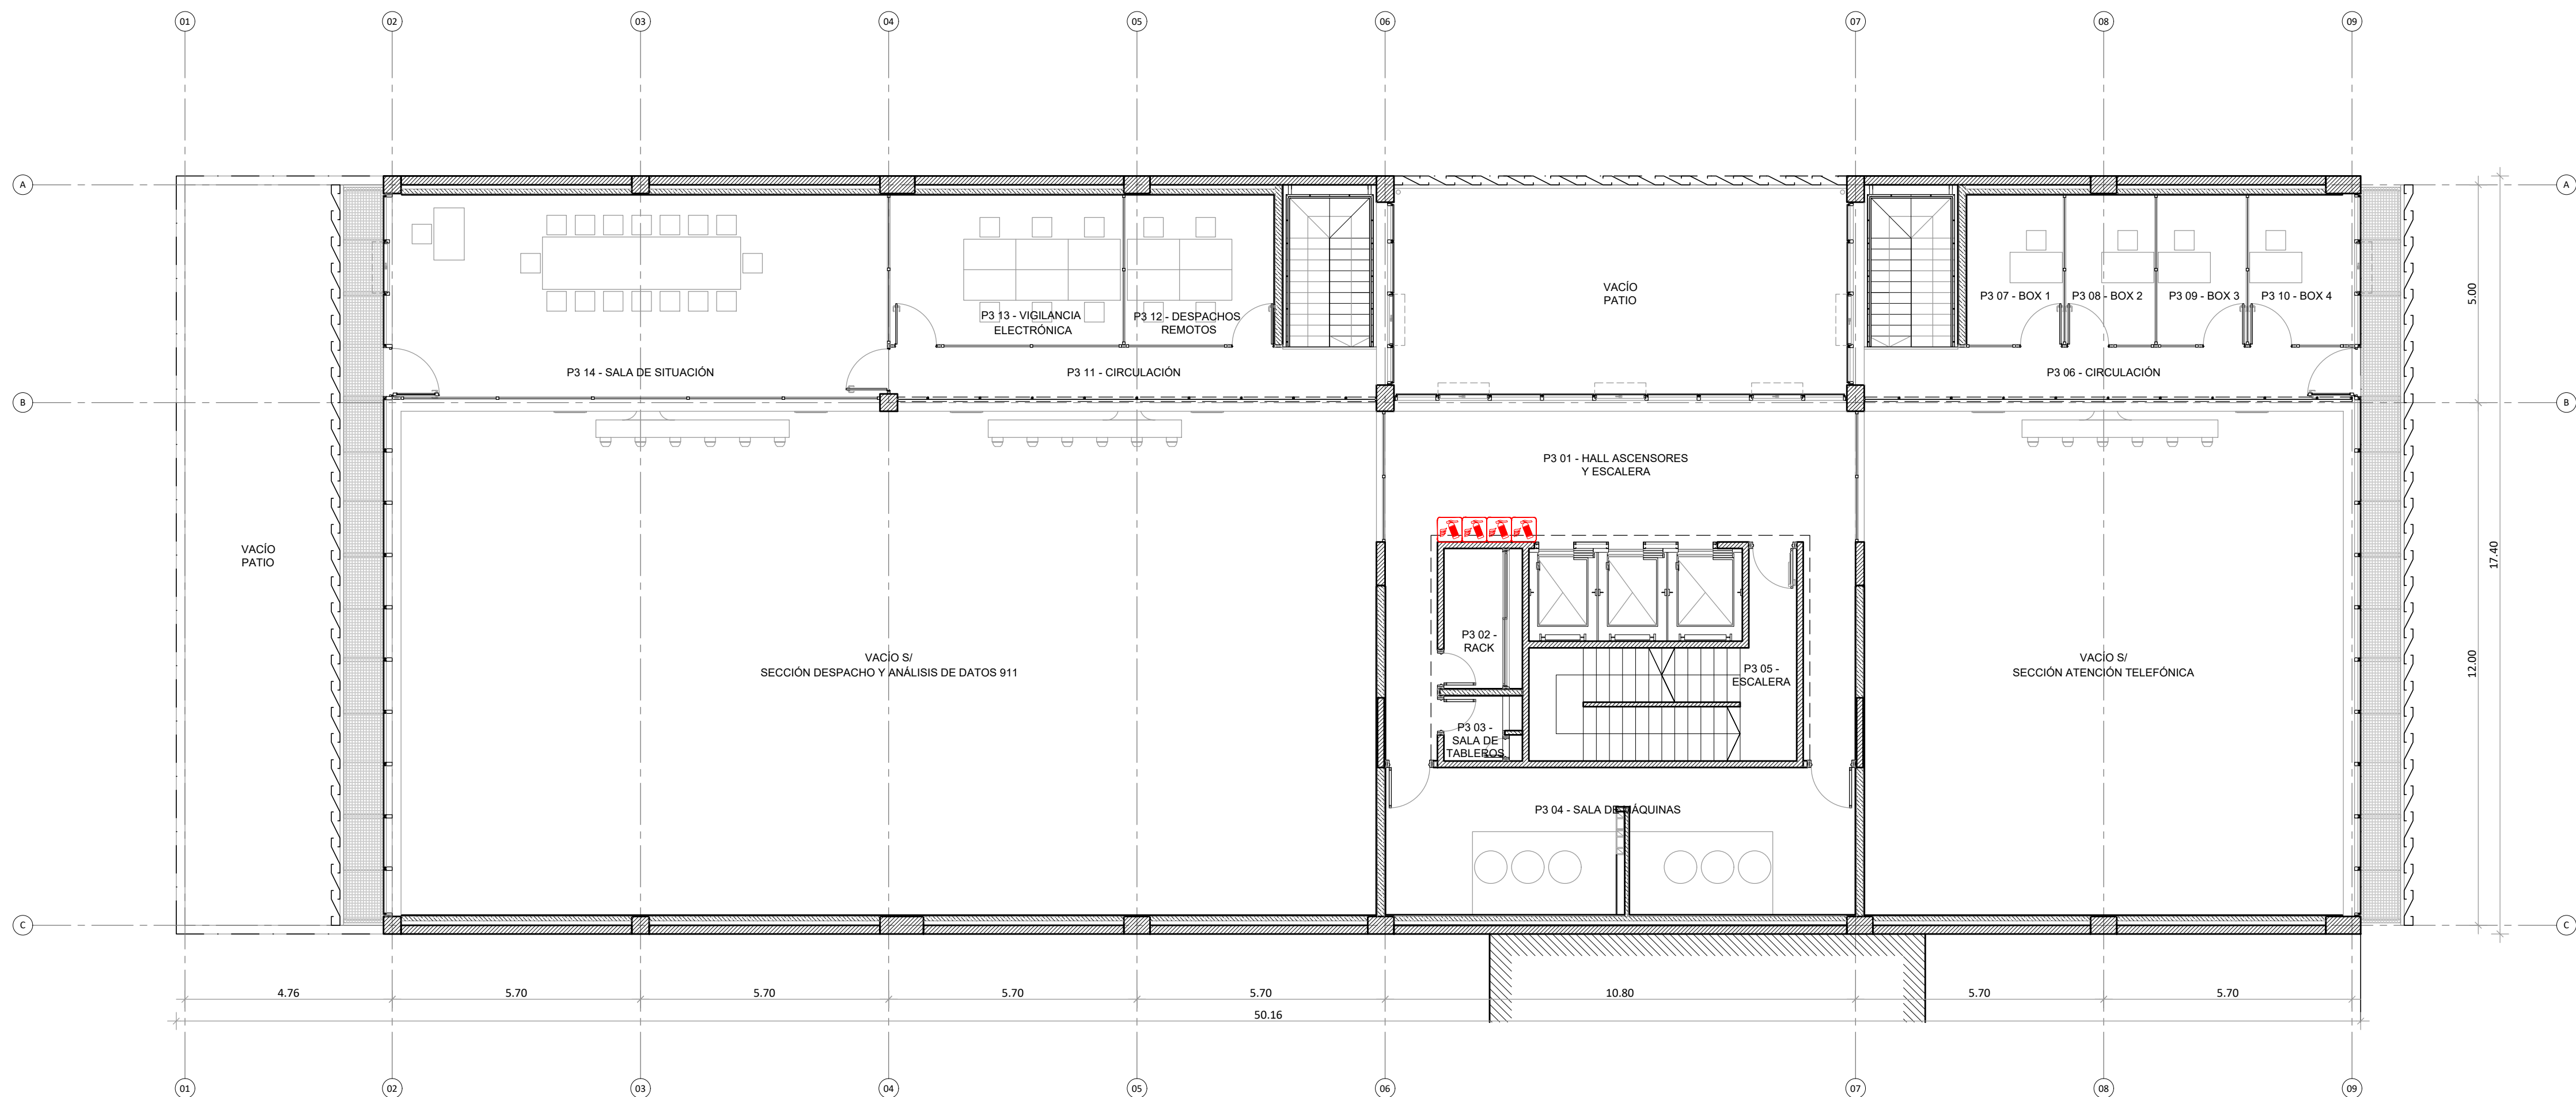 01 02 03 04 05 06 07 08 09
A A
P3 07 - BOX 1 P3 08 - BOX 2 P3 09 - BOX 3 P3 10 - BOX 4
VACÍO
PATIO
5.00
P3 13 - VIGILANCIA
ELECTRÓNICA
P3 12 - DESPACHOS
REMOTOS
P3 14 - SALA DE SITUACIÓN
P3 11 - CIRCULACIÓN
P3 06 - CIRCULACIÓN
B B
P3 01 - HALL ASCENSORES
Y ESCALERA
VACÍO
PATIO
17.40
P3 02 -
RACK
VACÍO S/
SECCIÓN DESPACHO Y ANÁLISIS DE DATOS 911
P3 05 -
ESCALERA
VACÍO S/
SECCIÓN ATENCIÓN TELEFÓNICA
12.00
P3 03 -
SALA DE
TABLEROS
P3 04 - SALA DE MÁQUINAS
C C
4.76 5.70 5.70 5.70 5.70 10.80 5.70 5.70
50.16
01 02 03 04 05 06 07 08 09